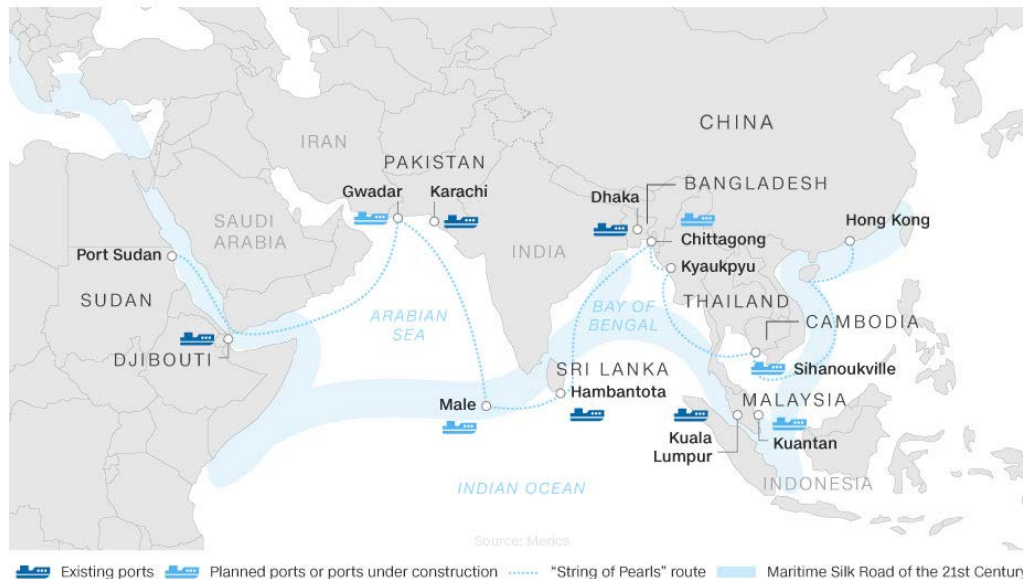 CHINA
IRAN
PAKISTAN
Gwadar
Karachi
Dhaka
BANGLADESH
SAUDI
ARABIA
Hong Kong
Port Sudan
INDIA
Chittagong
Kyaukpyu
SUDAN
ARABIAN
SEA
BAY OF
BENGAL
THAILAND
CAMBODIA
DJIBOUTI
SRI LANKA
Sihanoukville
Male
Hambantota
MALAYSIA
Kuala
Lumpur
Kuantan
INDIAN OCEAN
INDONESIA
Source: Merics
Existing ports
Planned ports or ports under construction
"String of Pearls" route
Maritime Silk Road of the 21st Century